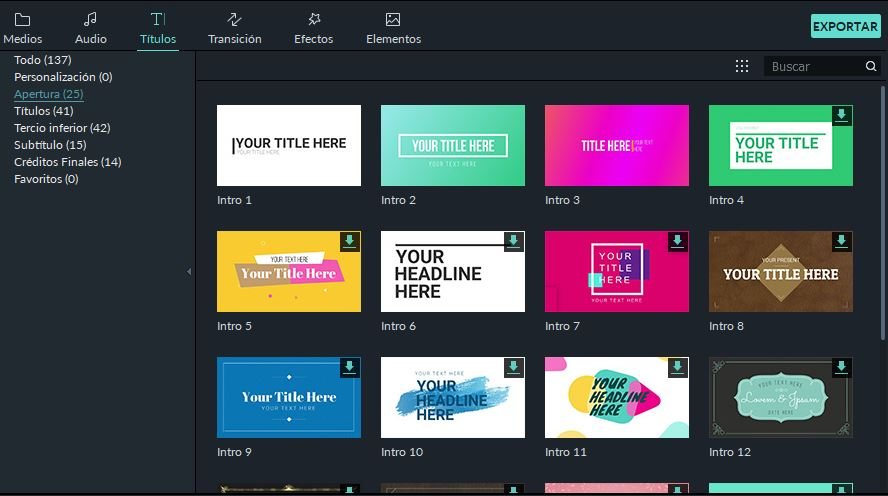 Medios
Audio
Títulos
Transición
Efectos
Elementos
EXPORTAR
Todo (137)
Personalización (0)
Apertura (25)
Títulos (41)
Tercio inferior (42)
Subtítulo (15)
Créditos Finales (14)
Favoritos (0)
Buscar
YOUR TITLE HERE
YOUR TITLE HERE
Intro 1
YOUR TITLE HERE
YOUR TEXT HERE
Intro 2
TITLE HERE
YOUR TEXT
HERE
Intro 3
YOUR TITLE
HERE
Intro 4
YOUR TEXT HERE
Your Title Here
Intro 5
YOUR
HEADLINE
HERE
Intro 6
YOUR
TITLE
HERE
YOUR TEXT HERE
Intro 7
YOUR PRESENT
YOUR TITLE HERE
Intro 8
Your Title Here
YOUR TEXT HERE
Intro 9
YOUR TEXT HERE
YOUR
HEADLINE
HERE
Intro 10
YOUR
HEADLINE
HERE
Intro 11
YOUR TEXT HERE
Lorem & Ipsum
DATE HERE
Intro 12